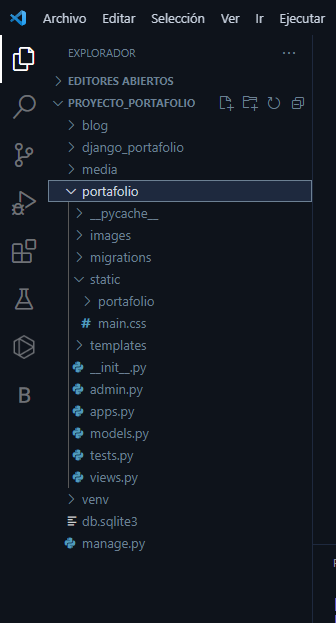 Archivo Editar Selección Ver Ir Ejecutar
EXPLORADOR ...
EDITORES ABIERTOS
PROYECTO_PORTAFOLIO
blog
django_portafolio
media
portafolio
__pycache__
images
migrations
static
portafolio
# main.css
templates
__init__.py
admin.py
apps.py
models.py
tests.py
views.py
venv
db.sqlite3
manage.py
B